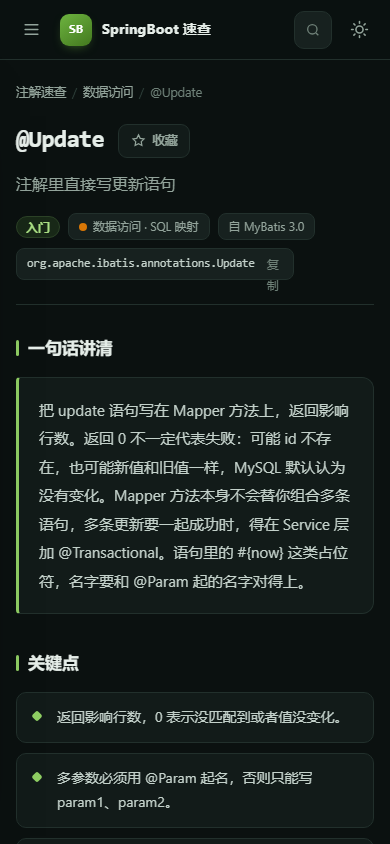 SB SpringBoot 速查
注解速查 / 数据访问 / @Update
@Update 收藏
注解里直接写更新语句
入门 数据访问 · SQL 映射 自 MyBatis 3.0
org.apache.ibatis.annotations.Update 复制
一句话讲清
把 update 语句写在 Mapper 方法上，返回影响
行数。返回 0 不一定代表失败：可能 id 不存
在，也可能新值和旧值一样，MySQL 默认认为
没有变化。Mapper 方法本身不会替你组合多条
语句，多条更新要一起成功时，得在 Service 层
加 @Transactional。语句里的 #{now} 这类占位
符，名字要和 @Param 起的名字对得上。
关键点
返回影响行数，0 表示没匹配到或者值没变化。
多参数必须用 @Param 起名，否则只能写
param1、param2。